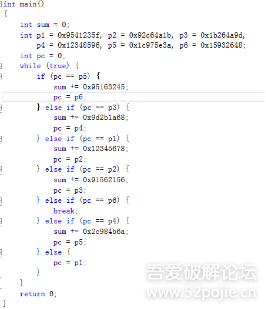 int main()
{
int sum = 0;
int p1 = 0x9541235f, p2 = 0x92c64a1b, p3 = 0x1b264a9d,
p4 = 0x12348596, p5 = 0x1c975e3a, p6 = 0x15932648;
int pc = 0;
while (true) {
if (pc == p5) {
sum += 0x95163245;
pc = p6;
} else if (pc == p3) {
sum += 0x9d2b1a68;
pc = p4;
} else if (pc == p1) {
sum += 0x12345678;
pc = p2;
} else if (pc == p2) {
sum += 0x91562156;
pc = p3;
} else if (pc == p6) {
break;
} else if (pc == p4) {
sum += 0x2c984b6a;
pc = p5;
} else {
pc = p1;
}
}
return 0;
}
吾爱破解论坛
www.52pojie.cn